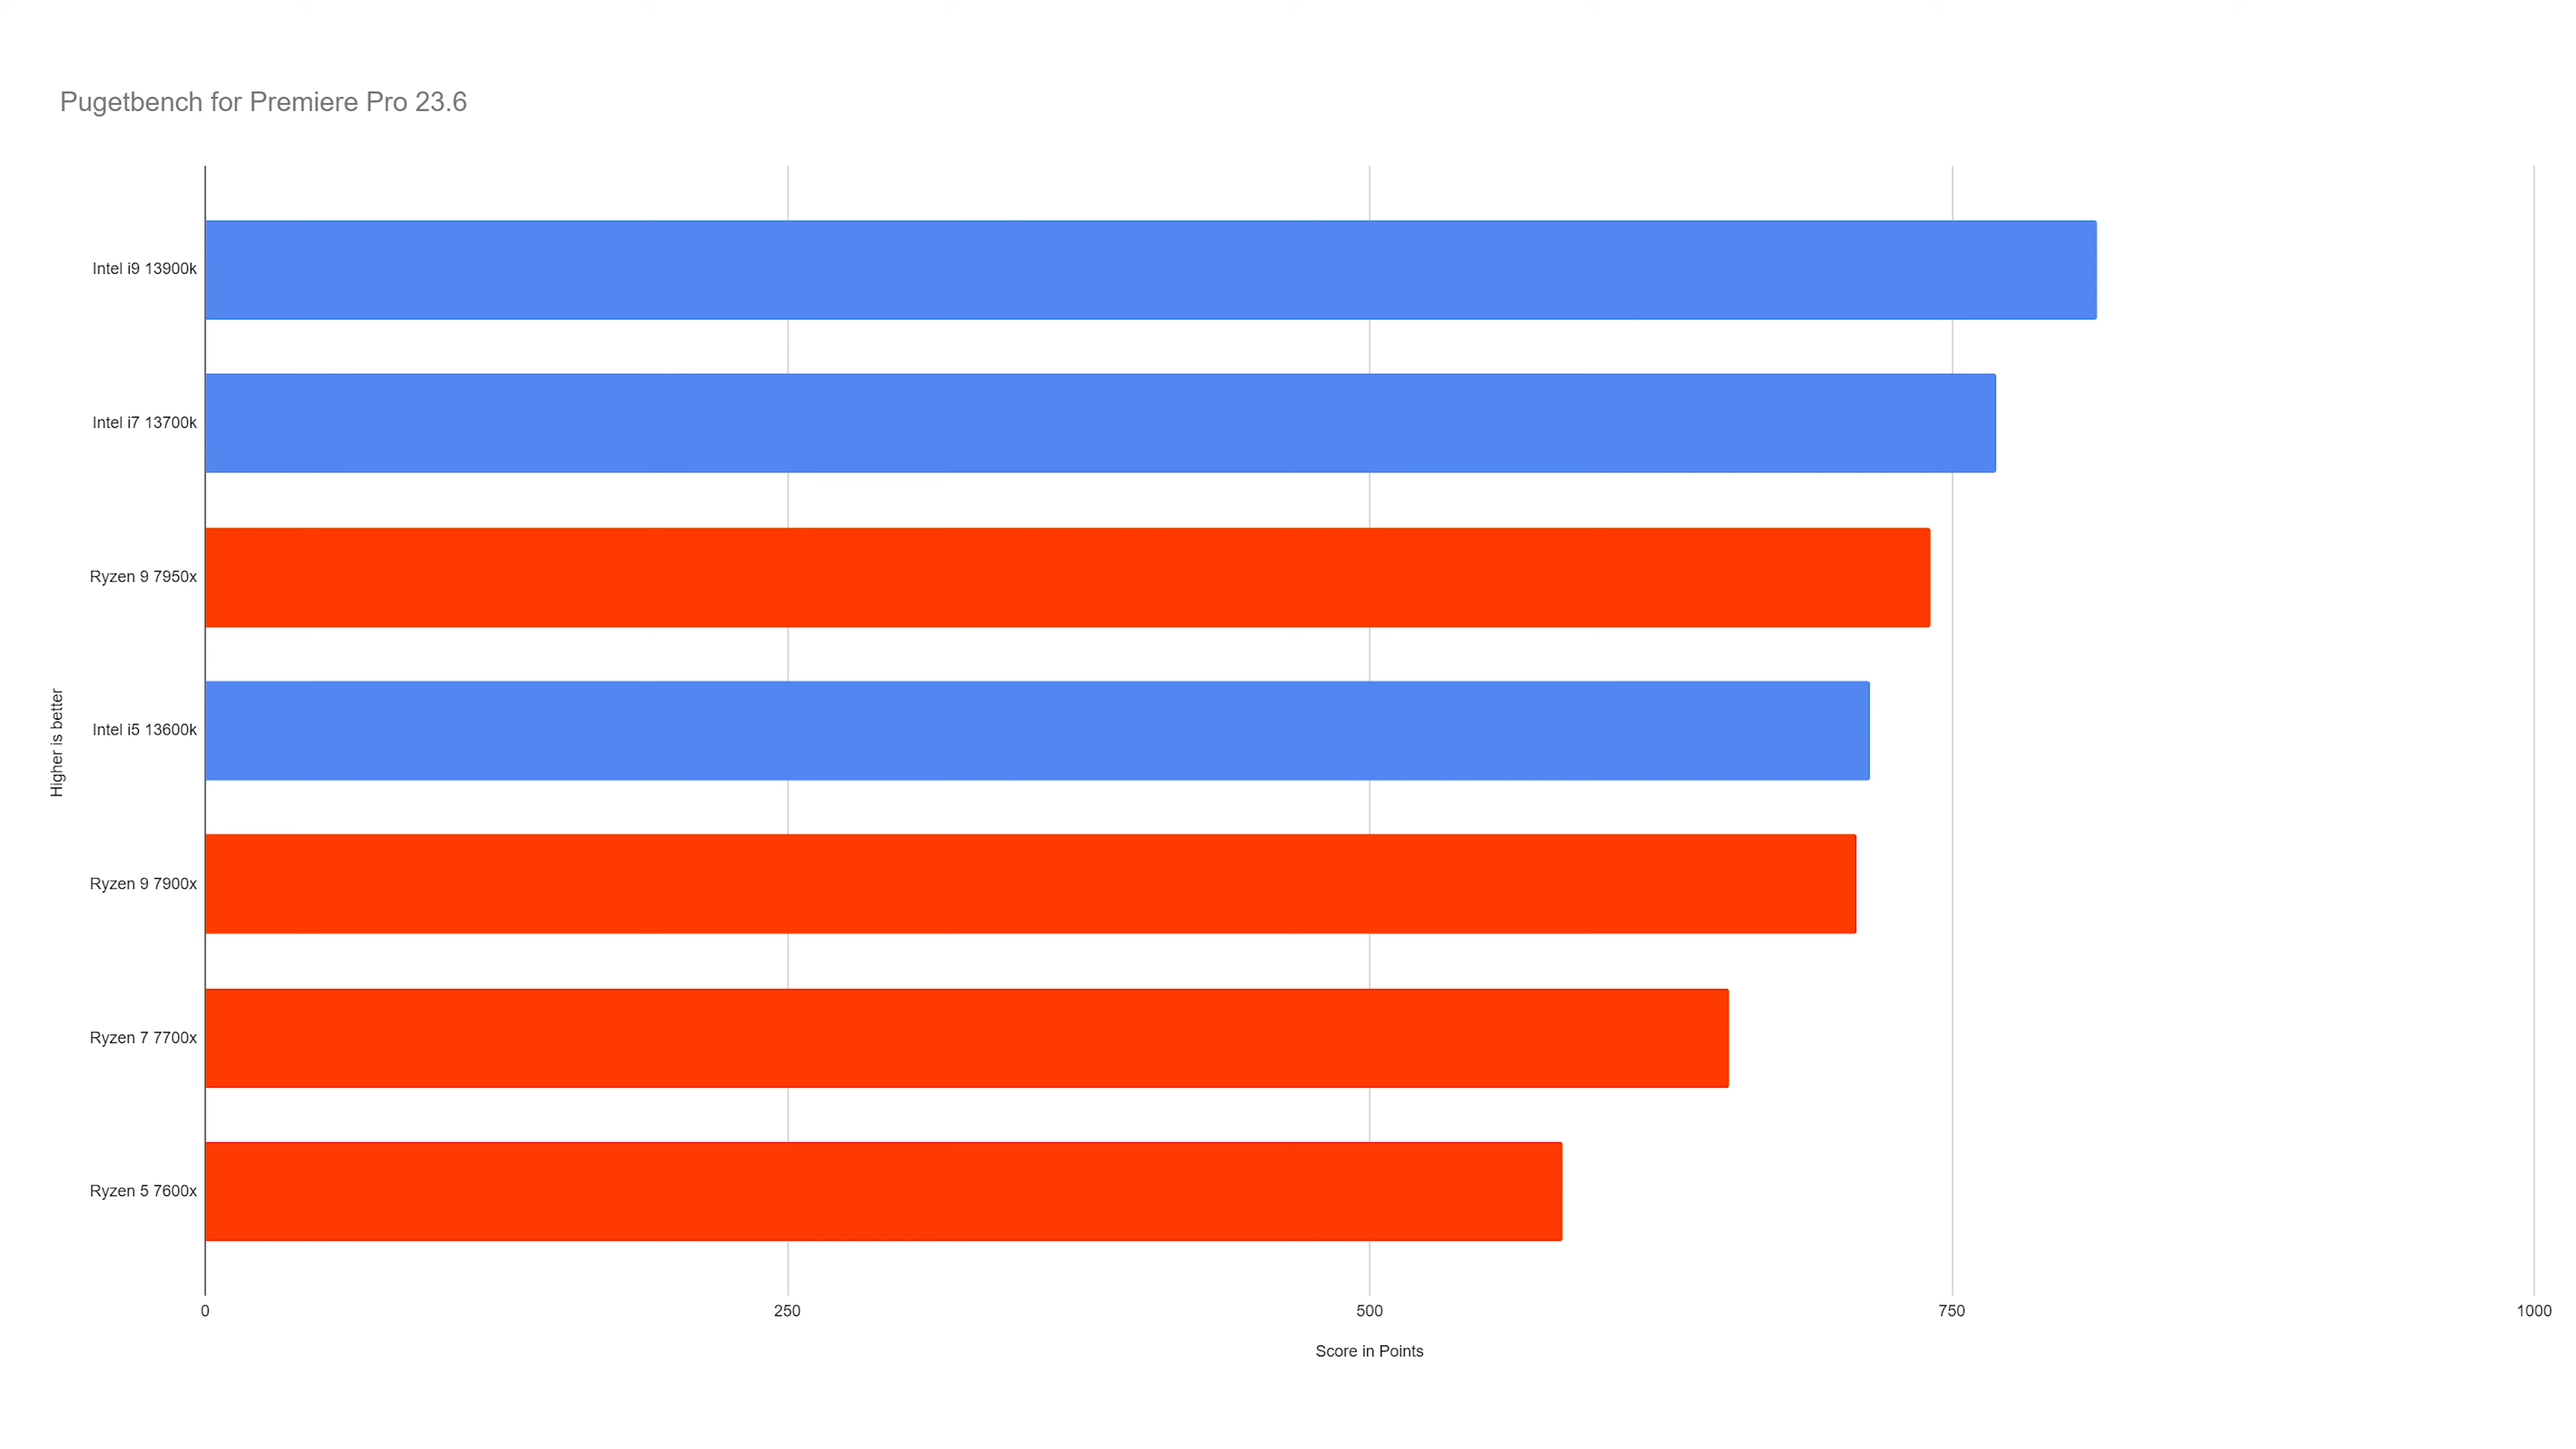 Pugetbench for Premiere Pro 23.6
Higher is better
Intel i9 13900k
Intel i7 13700k
Ryzen 9 7950x
Intel i5 13600k
Ryzen 9 7900x
Ryzen 7 7700x
Ryzen 5 7600x
0 250 500 750 1000
Score in Points